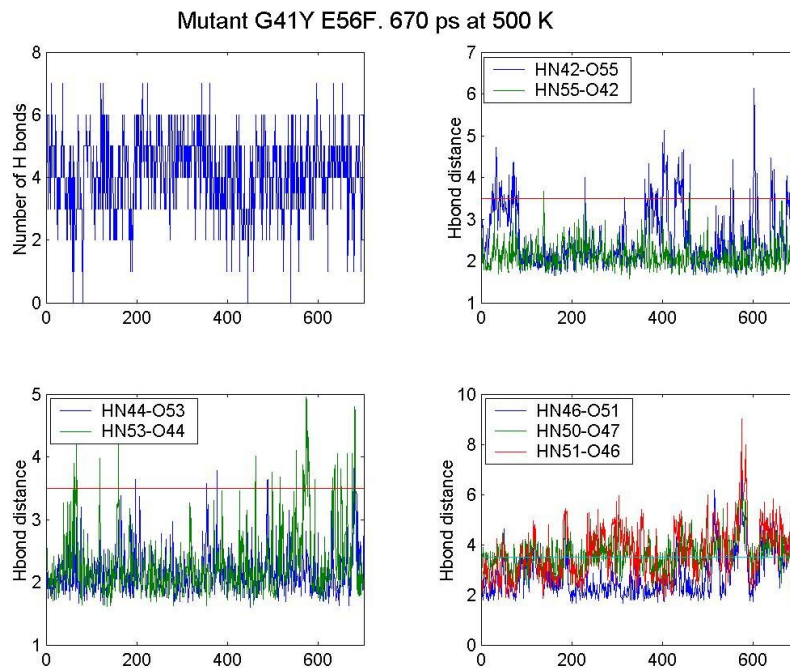 Mutant G41Y E56F. 670 ps at 500 K
Number of H bonds
8
6
4
2
0
0 200 400 600
Hbond distance
HN42-O55
HN55-O42
7
6
5
4
3
2
1
0 200 400 600
Hbond distance
HN44-O53
HN53-O44
5
4
3
2
1
0 200 400 600
Hbond distance
HN46-O51
HN50-O47
HN51-O46
10
8
6
4
2
0
0 200 400 600